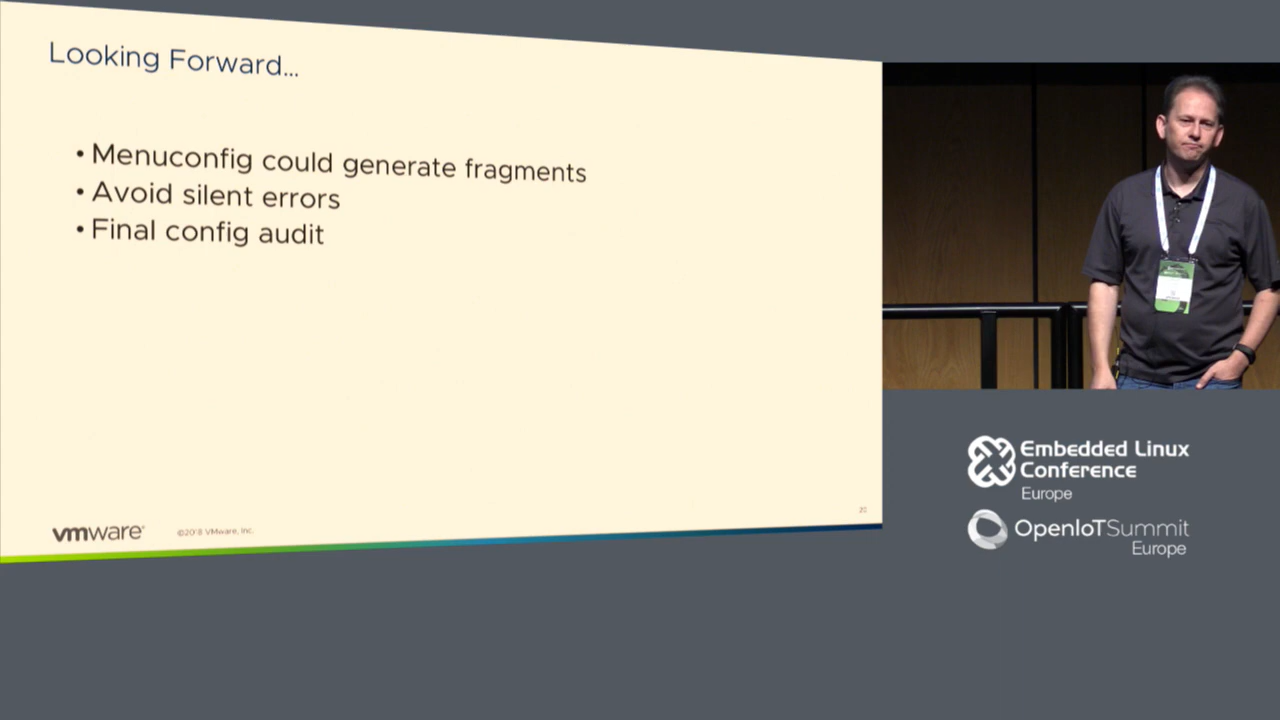 Looking Forward...
• Menuconfig could generate fragments
• Avoid silent errors
• Final config audit
vmware®
©2018 VMware, Inc.
Embedded Linux
Conference
Europe
OpenIoTSummit
Europe